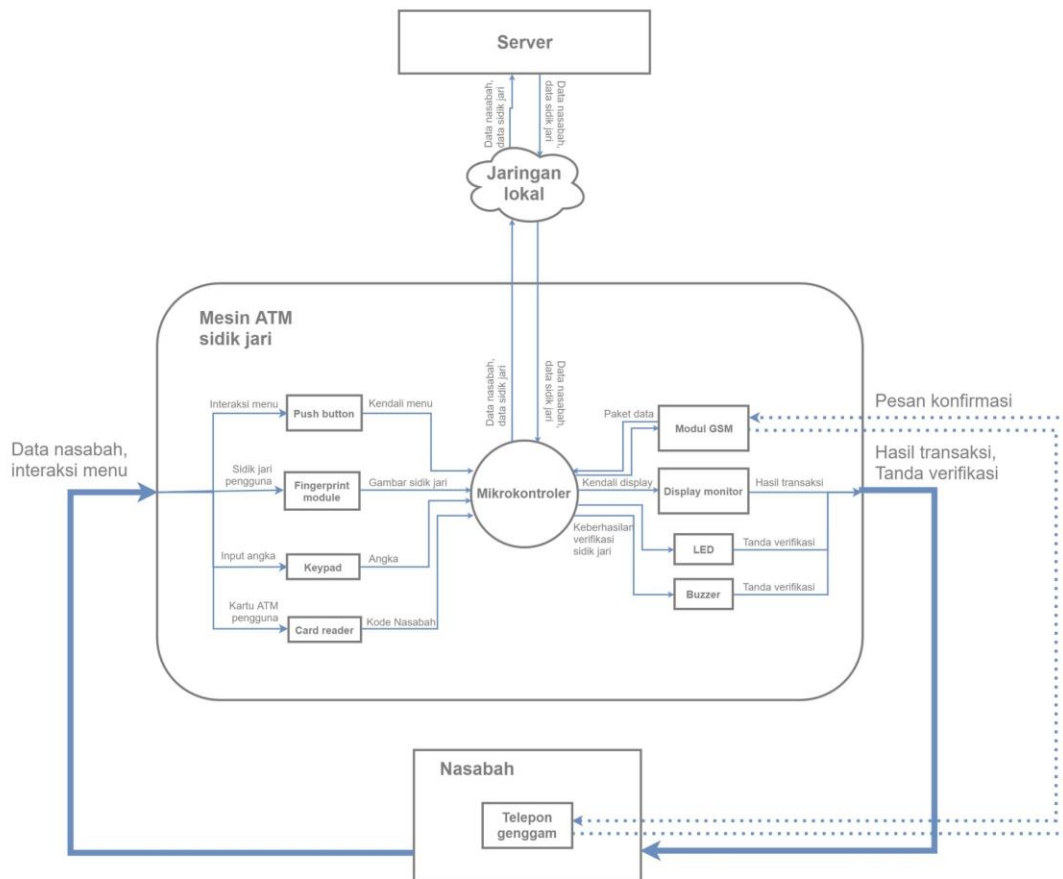 Server
Data nasabah,
data sidik jari
Data nasabah,
data sidik jari
Jaringan
lokal
Mesin ATM
sidik jari
Data nasabah,
data sidik jari
Data nasabah,
data sidik jari
Interaksi menu
Push button
Kendali menu
Paket data
Modul GSM
Pesan konfirmasi
Data nasabah,
interaksi menu
Sidik jari
pengguna
Fingerprint
module
Gambar sidik jari
Mikrokontroler
Kendali display
Display monitor
Hasil transaksi
Hasil transaksi,
Tanda verifikasi
Keberhasilan
verifikasi
sidik jari
LED
Tanda verifikasi
Input angka
Keypad
Angka
Buzzer
Tanda verifikasi
Kartu ATM
pengguna
Card reader
Kode Nasabah
Nasabah
Telepon
genggam